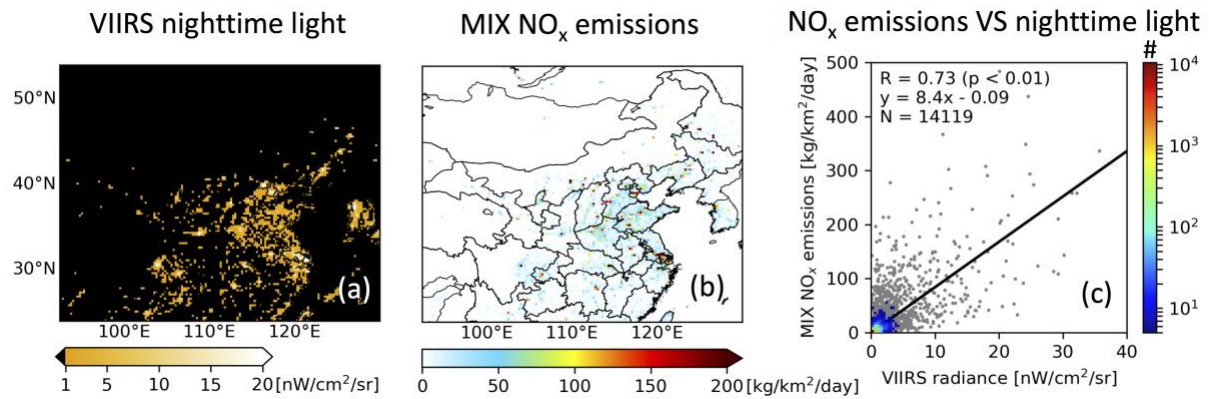 VIIRS nighttime light
MIX NOₓ emissions
NOₓ emissions VS nighttime light
50°N
40°N
30°N
100°E 110°E 120°E
(a)
1 5 10 15 20 [nW/cm²/sr]
100°E 110°E 120°E
(b)
0 50 100 150 200 [kg/km²/day]
MIX NOₓ emissions [kg/km²/day]
500
400
300
200
100
0
R = 0.73 (p < 0.01)
y = 8.4x - 0.09
N = 14119
(c)
0 10 20 30 40
VIIRS radiance [nW/cm²/sr]
#
10⁴
10³
10²
10¹